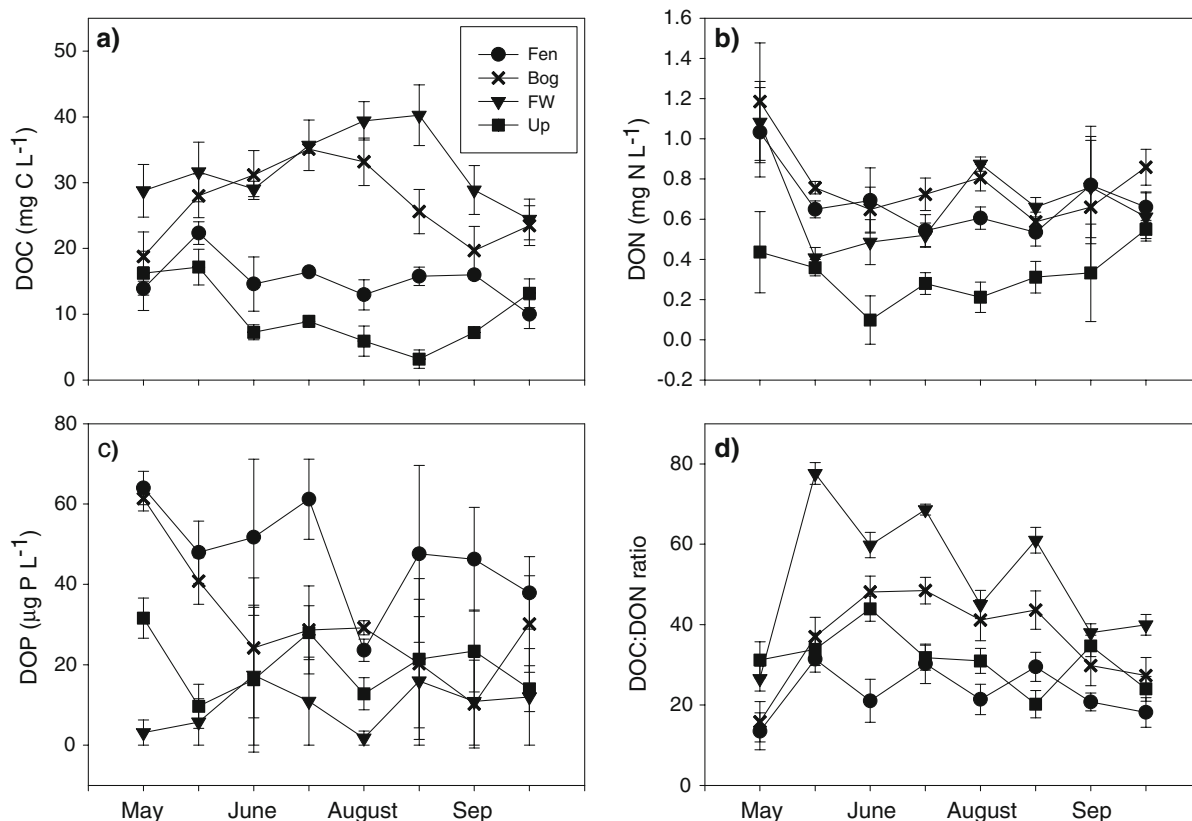 a)
DOC (mg C L⁻¹)
50
40
30
20
10
0
Fen
Bog
FW
Up
b)
DON (mg N L⁻¹)
1.6
1.4
1.2
1.0
0.8
0.6
0.4
0.2
0.0
-0.2
c)
DOP (µg P L⁻¹)
80
60
40
20
0
May
June
August
Sep
d)
DOC:DON ratio
80
60
40
20
0
May
June
August
Sep